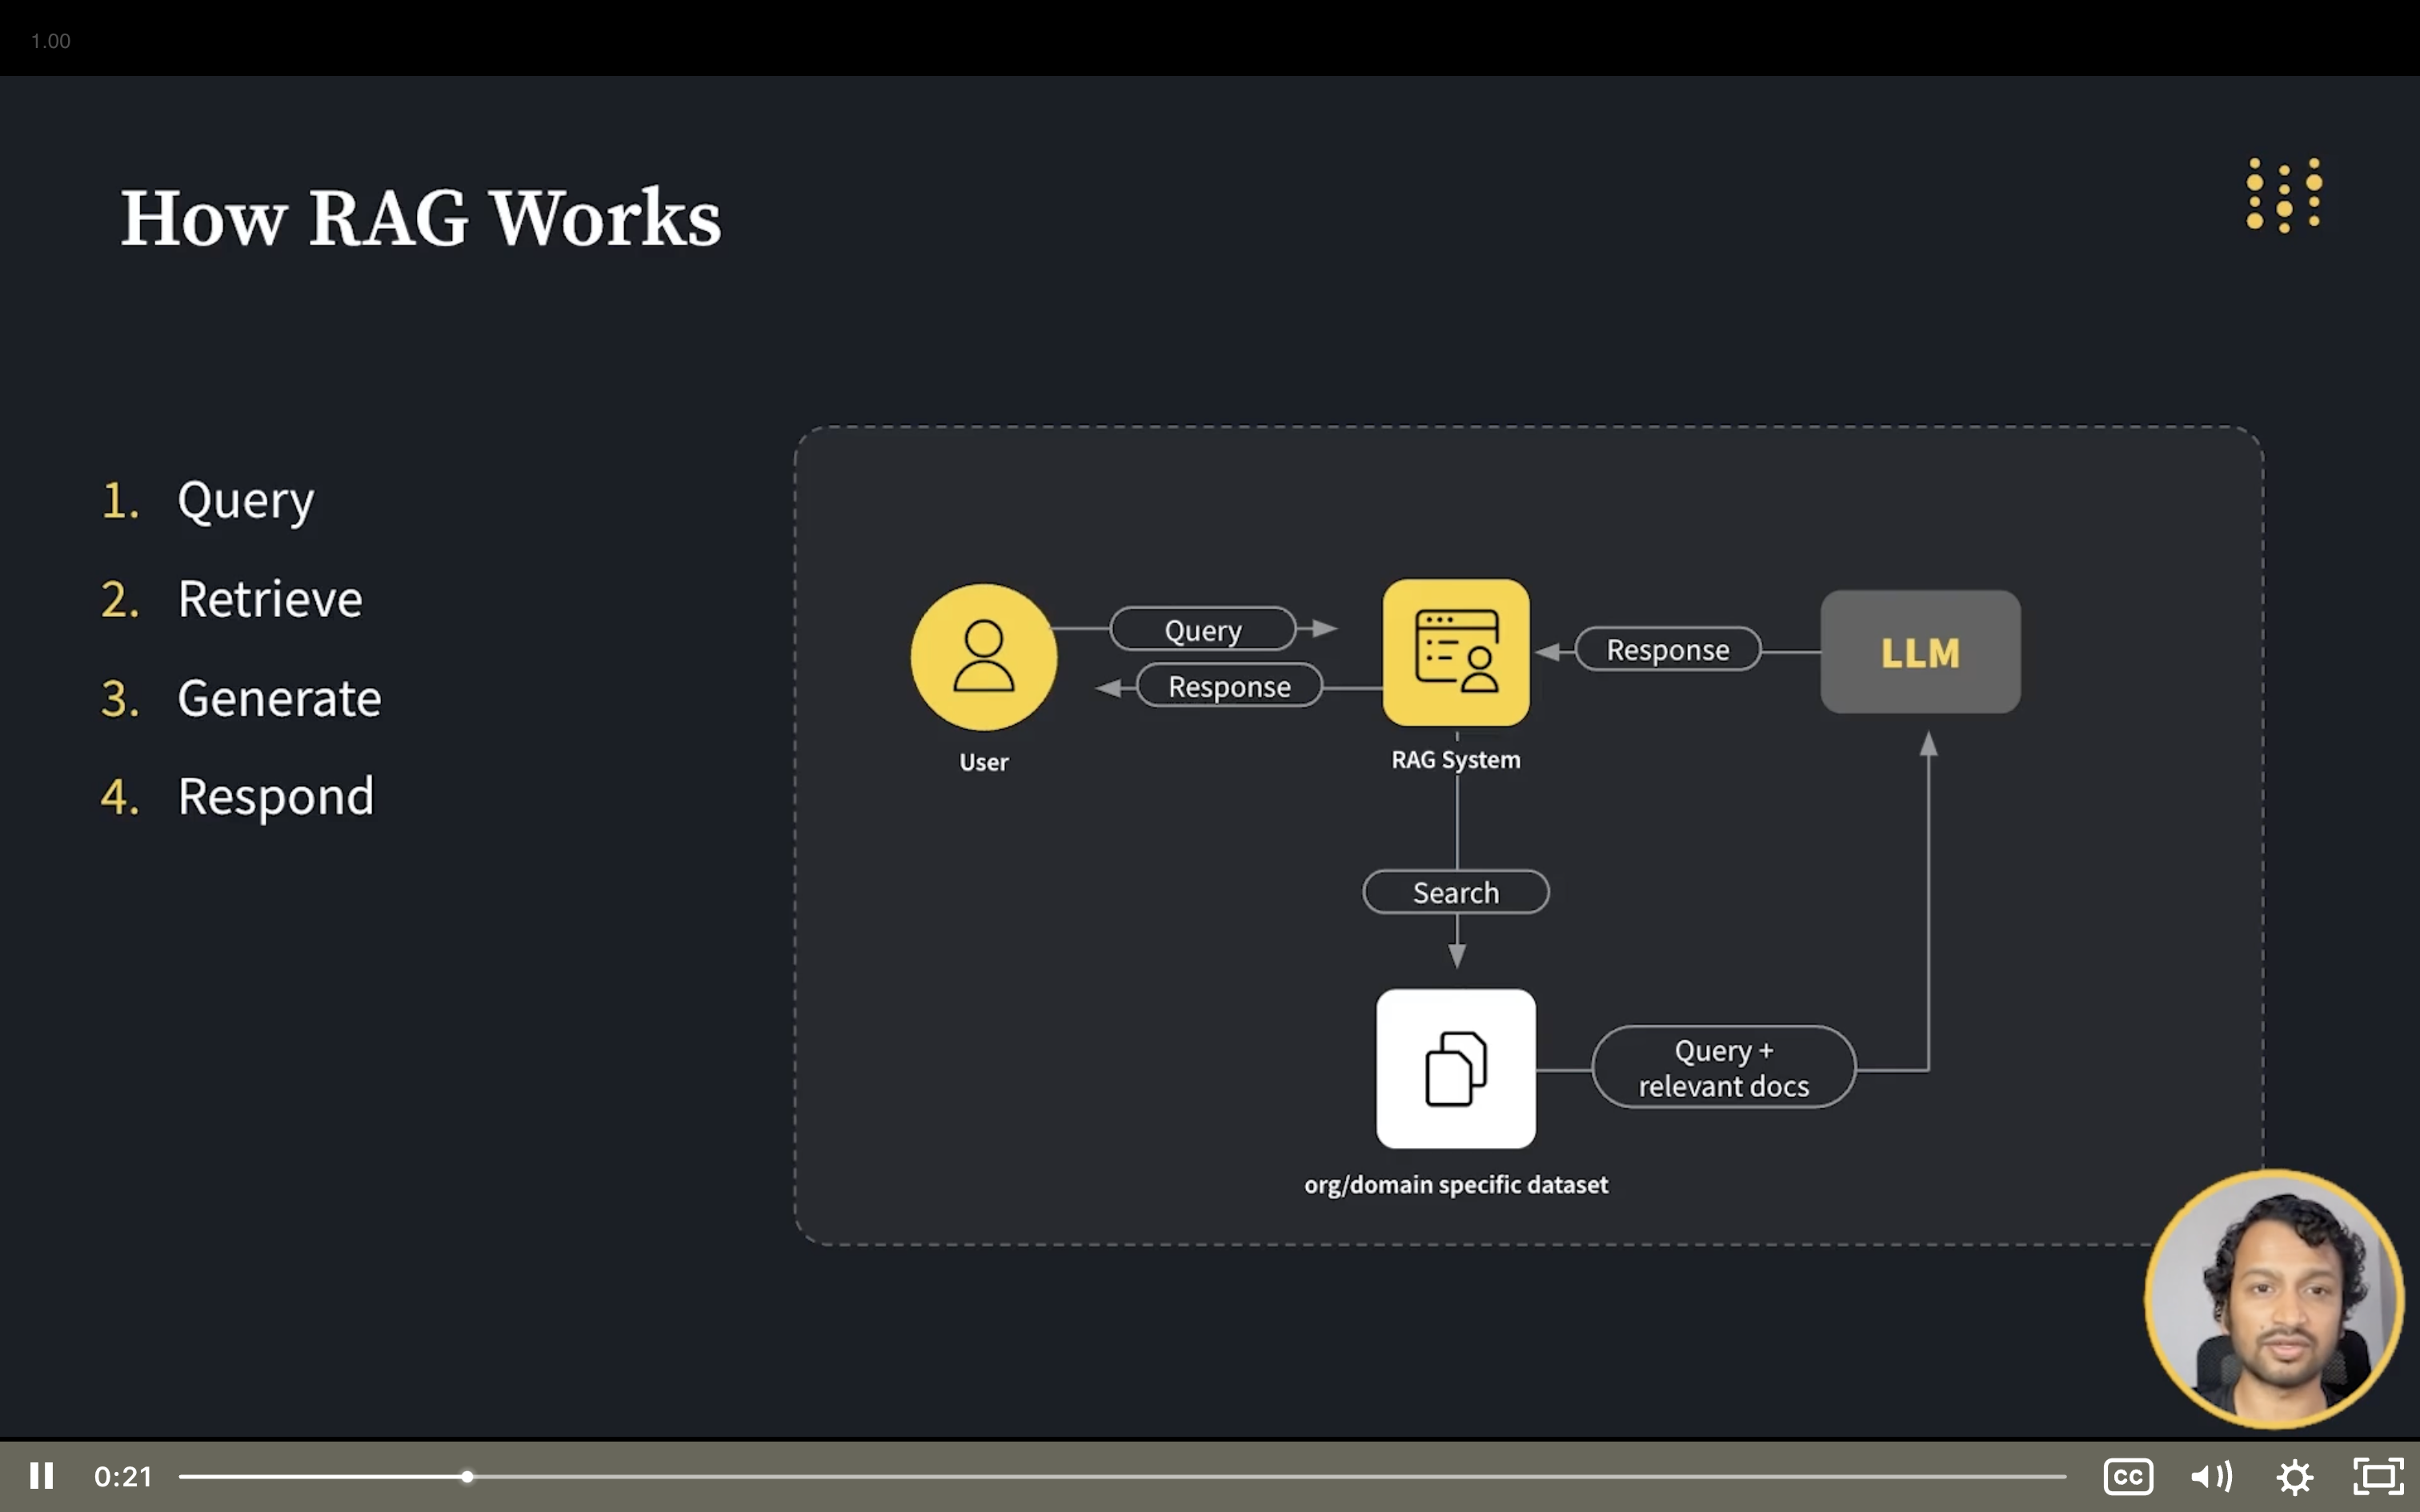 1.00
How RAG Works
1. Query
2. Retrieve
3. Generate
4. Respond
Query
Response
User
RAG System
Response
LLM
Search
Query +
relevant docs
org/domain specific dataset
0:21
CC